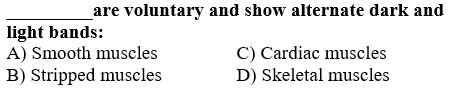 __________are voluntary and show alternate dark and
light bands:
A) Smooth muscles C) Cardiac muscles
B) Stripped muscles D) Skeletal muscles